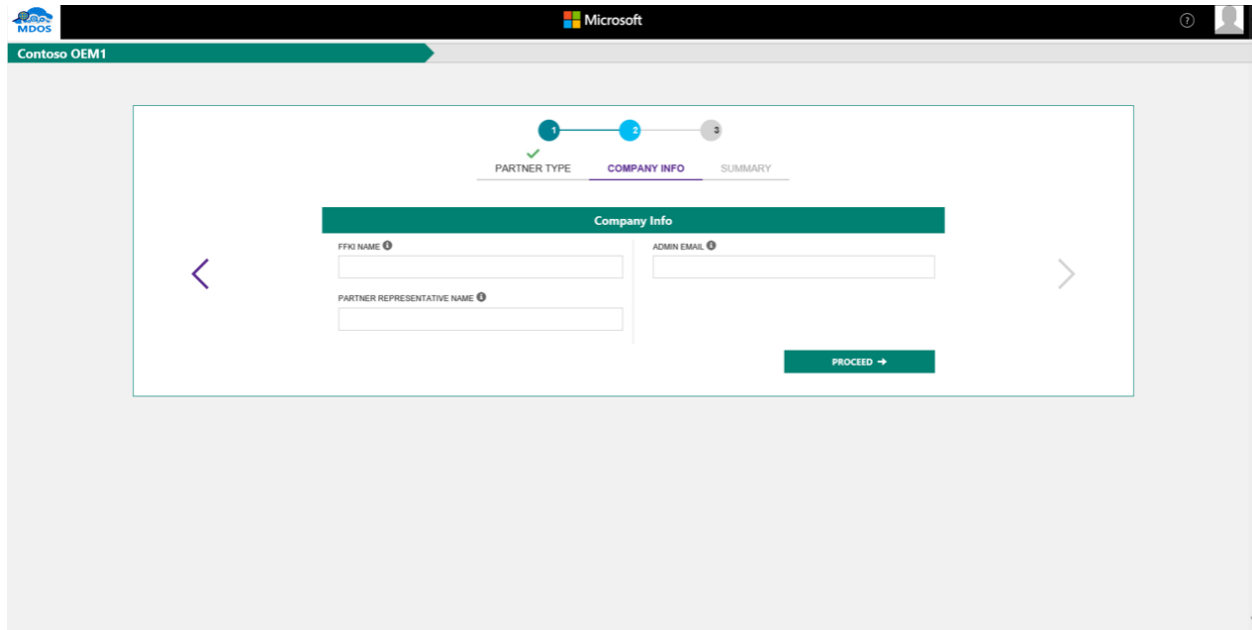 MDOS
Microsoft
?
Contoso OEM1
1 2 3
PARTNER TYPE COMPANY INFO SUMMARY
Company Info
FFKI NAME i ADMIN EMAIL i
PARTNER REPRESENTATIVE NAME i
PROCEED →